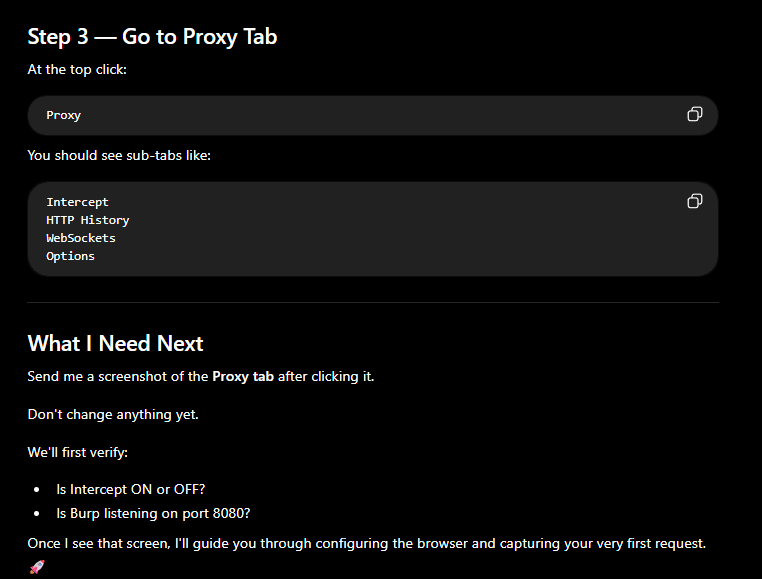 Step 3 — Go to Proxy Tab
At the top click:
Proxy
You should see sub-tabs like:
Intercept
HTTP History
WebSockets
Options
What I Need Next
Send me a screenshot of the Proxy tab after clicking it.
Don't change anything yet.
We'll first verify:
• Is Intercept ON or OFF?
• Is Burp listening on port 8080?
Once I see that screen, I'll guide you through configuring the browser and capturing your very first request.
🚀